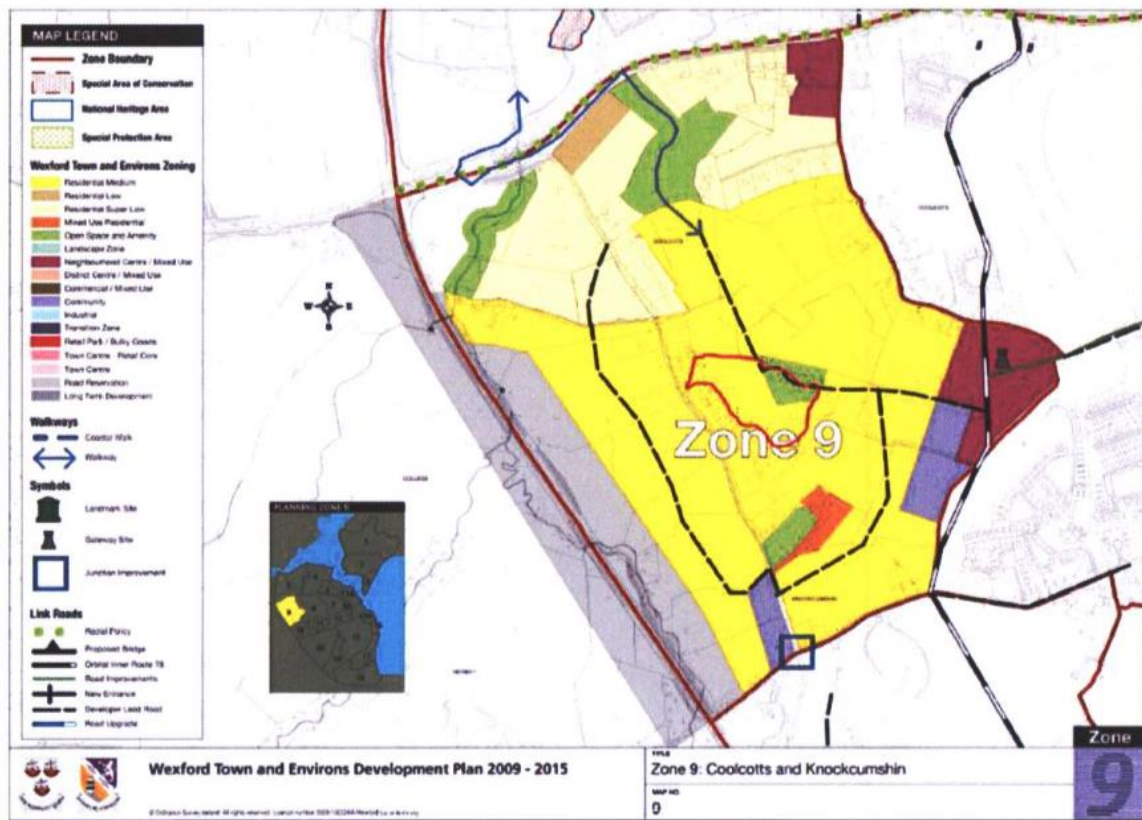 MAP LEGEND
Zone Boundary
Special Area of Conservation
National Heritage Area
Special Protection Area
Wexford Town and Environs Zoning
Residential Medium
Residential Low
Residential Super Low
Mixed Use Residential
Open Space and Amenity
Landscape Zone
Neighbourhood Centre / Mixed Use
District Centre / Mixed Use
Commercial / Mixed Use
Community
Industrial
Transition Zone
Retail Park / Bulky Goods
Town Centre - Retail Core
Town Centre
Road Reservation
Long Term Development
Walkways
Coastal Walk
Walkway
Symbols
Landmark Site
Gateway Site
Junction Improvement
Link Roads
Radial Policy
Proposed Bridge
Orbital Inner Route
Road Improvements
New Entrance
Developer Lead Road
Road Upgrade
N
W E
S
COOLCOTTS
Zone 9
PLANNING ZONE 9
Wexford Town and Environs Development Plan 2009 - 2015
TITLE
Zone 9: Coolcotts and Knockcumshin
MAP NO.
9
Zone
9